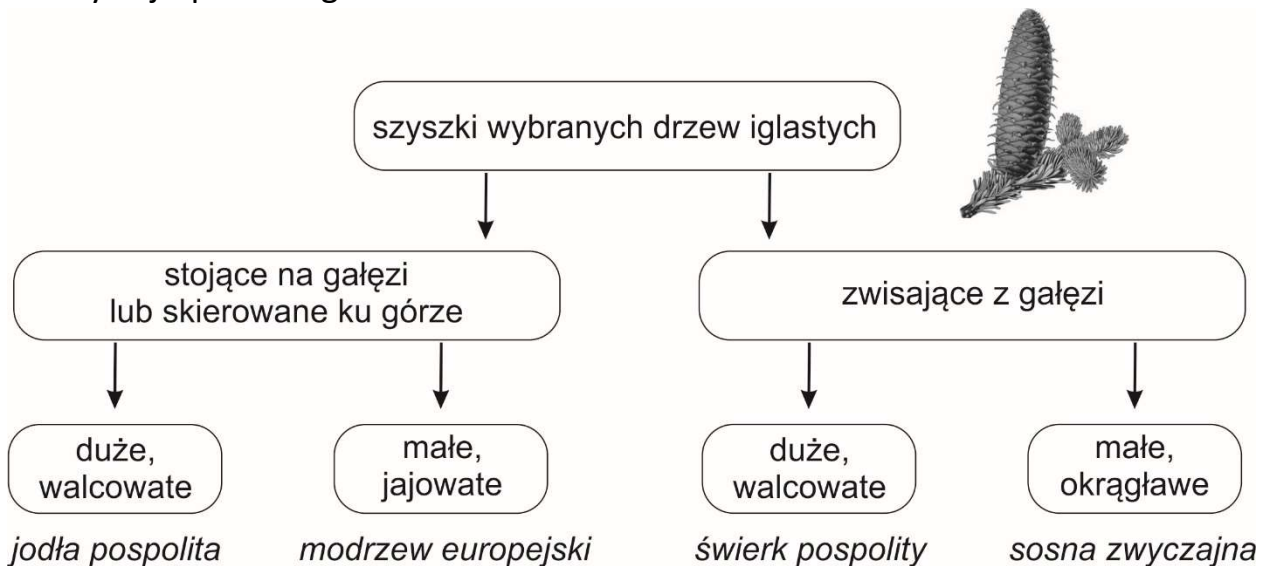 szyszki wybranych drzew iglastych
stojące na gałęzi
lub skierowane ku górze
zwisające z gałęzi
duże,
walcowate
małe,
jajowate
duże,
walcowate
małe,
okrągławe
jodła pospolita
modrzew europejski
świerk pospolity
sosna zwyczajna